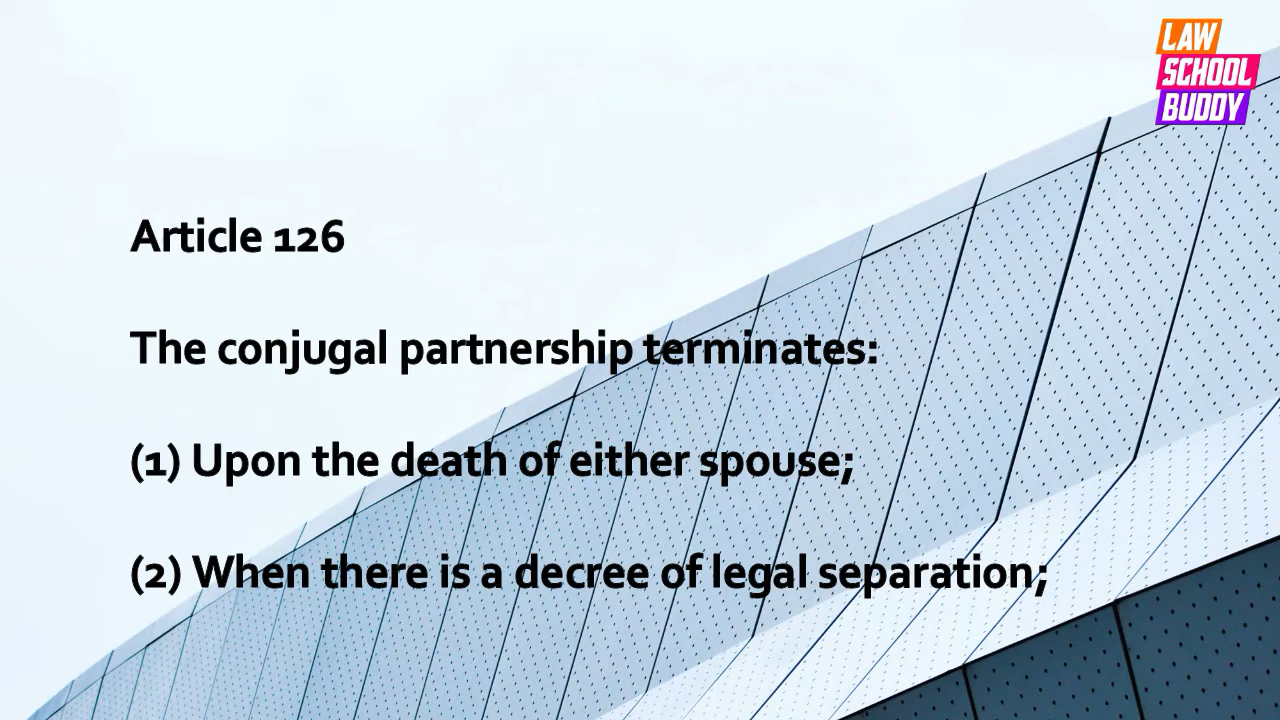 LAW
SCHOOL
BUDDY
Article 126
The conjugal partnership terminates:
(1) Upon the death of either spouse;
(2) When there is a decree of legal separation;